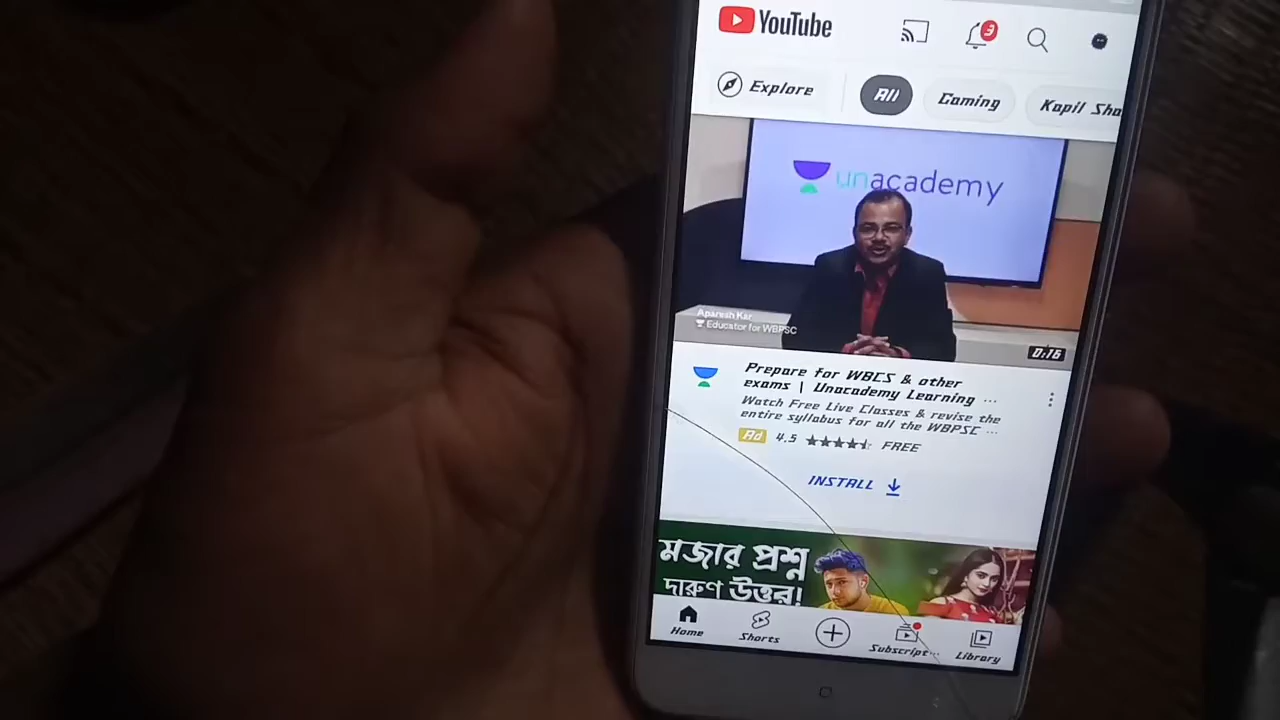 YouTube
3
Explore
All
Gaming
Kapil Sha
unacademy
Aparesh Kar
Educator for WBPSC
0:16
Prepare for WBCS & other
exams | Unacademy Learning ...
Watch Free Live Classes & revise the
entire syllabus for all the WBPSC ...
Ad 4.5 FREE
INSTALL
মজার প্রশ্ন
দারুণ উত্তর!
Home
Shorts
Subscript...
Library